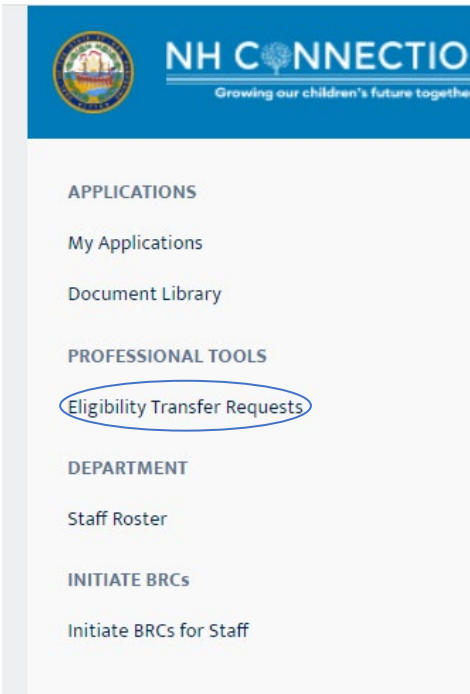 NH C NNECTIO
Growing our children's future togethe
APPLICATIONS
My Applications
Document Library
PROFESSIONAL TOOLS
Eligibility Transfer Requests
DEPARTMENT
Staff Roster
INITIATE BRCs
Initiate BRCs for Staff